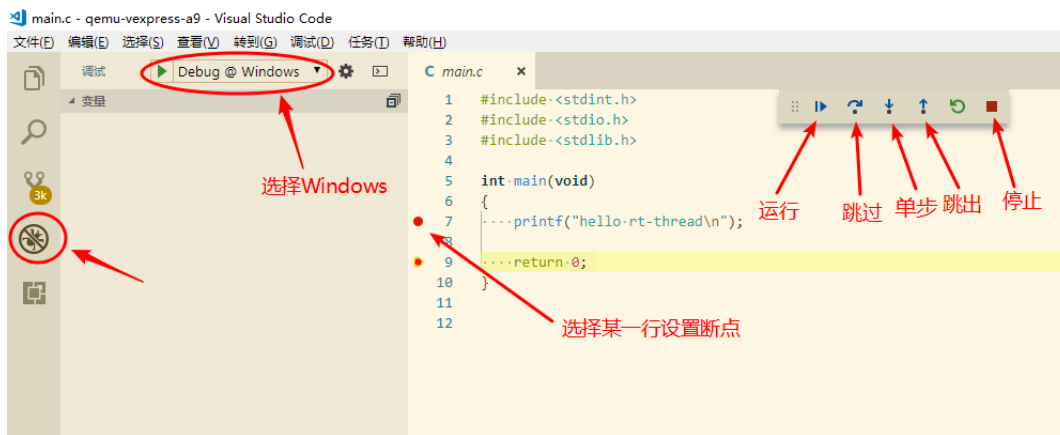 main.c - qemu-vexpress-a9 - Visual Studio Code
文件(F) 编辑(E) 选择(S) 查看(V) 转到(G) 调试(D) 任务(T) 帮助(H)
调试 Debug @ Windows
C main.c ×
变量
选择Windows
3k
1 #include·<stdint.h>
2 #include·<stdio.h>
3 #include·<stdlib.h>
4
5 int·main(void)
6 {
7 ····printf("hello·rt-thread\n");
8
9 ····return·0;
10 }
11
12
运行 跳过 单步 跳出 停止
选择某一行设置断点